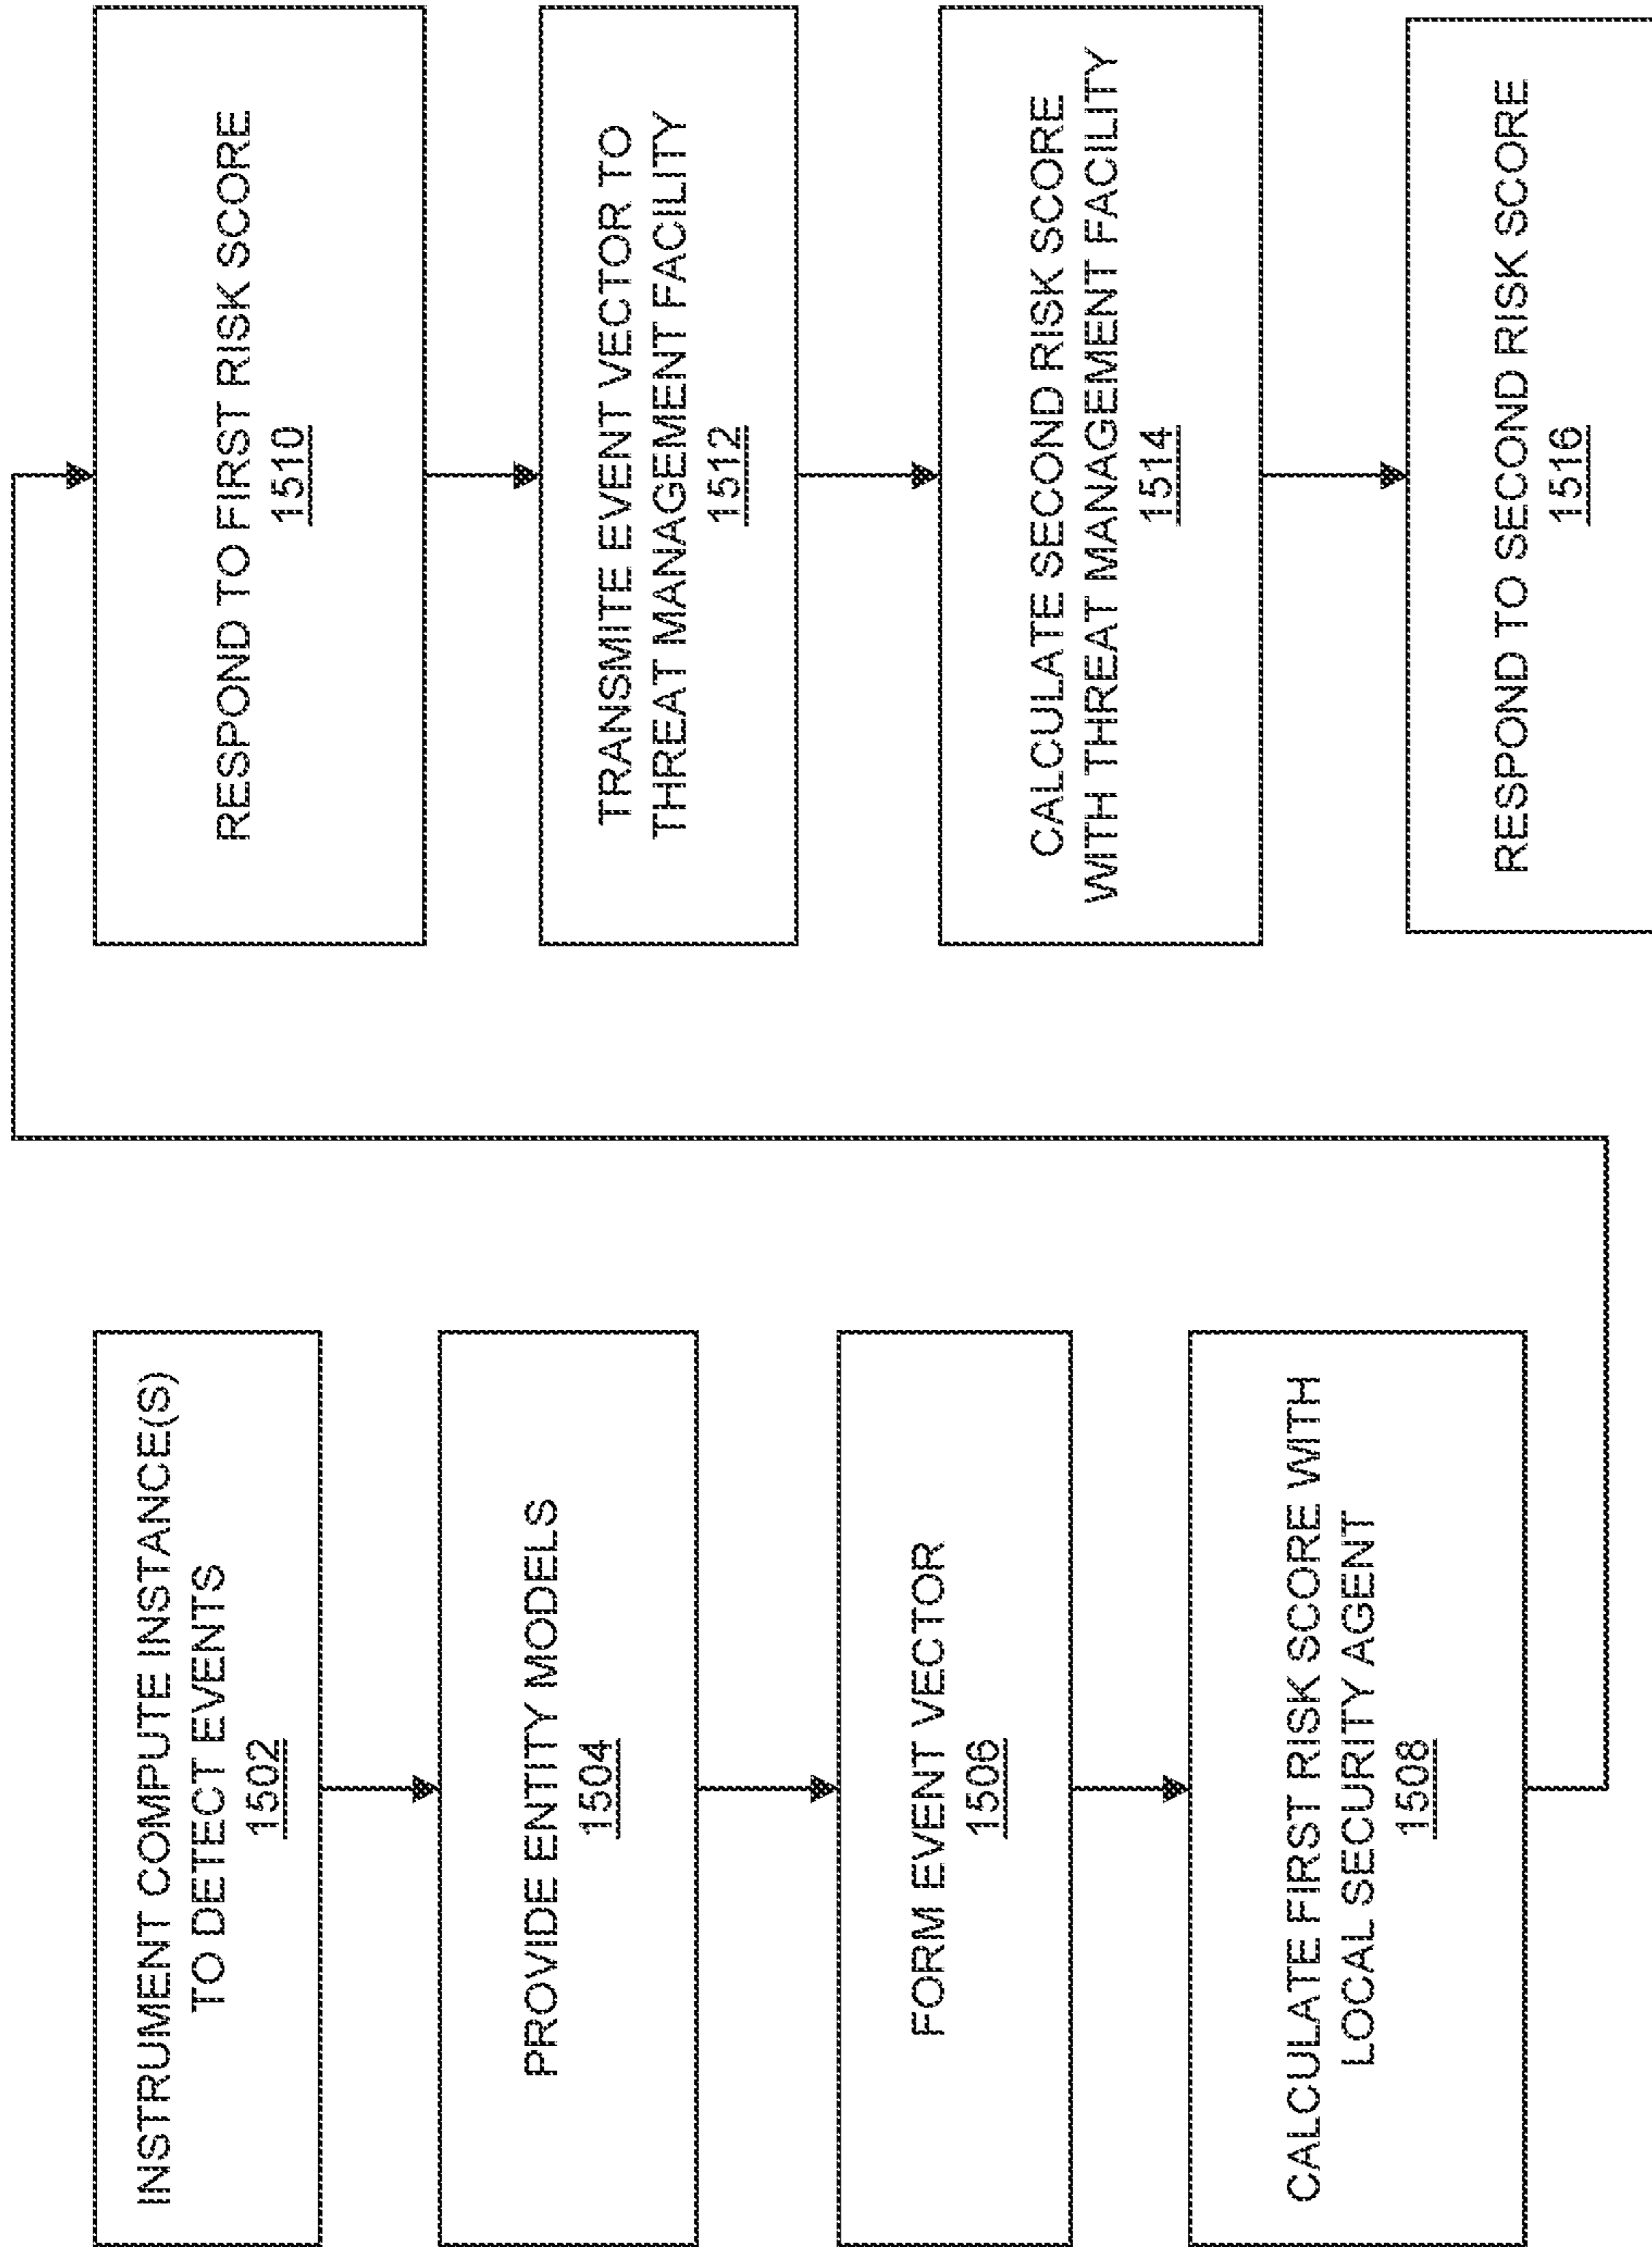 INSTRUMENT COMPUTE INSTANCE(S)
TO DETECT EVENTS
1502
PROVIDE ENTITY MODELS
1504
FORM EVENT VECTOR
1506
CALCULATE FIRST RISK SCORE WITH
LOCAL SECURITY AGENT
1508
RESPOND TO FIRST RISK SCORE
1510
TRANSMITE EVENT VECTOR TO
THREAT MANAGEMENT FACILITY
1512
CALCULATE SECOND RISK SCORE
WITH THREAT MANAGEMENT FACILITY
1514
RESPOND TO SECOND RISK SCORE
1516